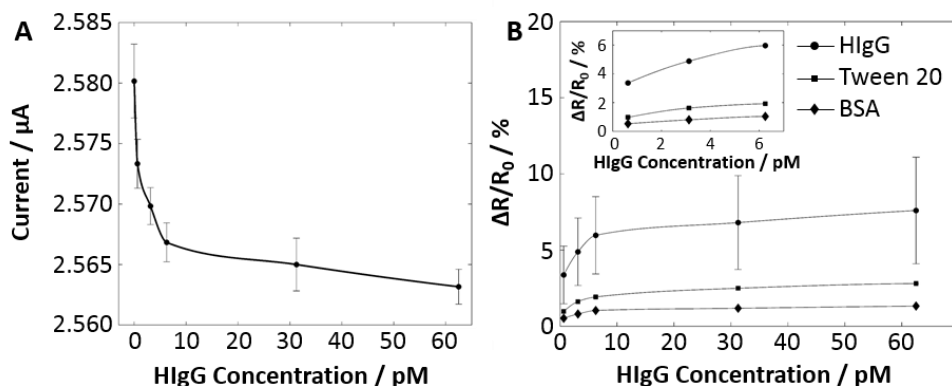 A
2.585
2.580
2.575
2.570
2.565
2.560
Current / µA
0 10 20 30 40 50 60
HIgG Concentration / pM
B
20
15
10
5
0
ΔR/R₀ / %
0 10 20 30 40 50 60
HIgG Concentration / pM
6
4
2
0
ΔR/R₀ / %
0 2 4 6
HIgG Concentration / pM
HIgG
Tween 20
BSA